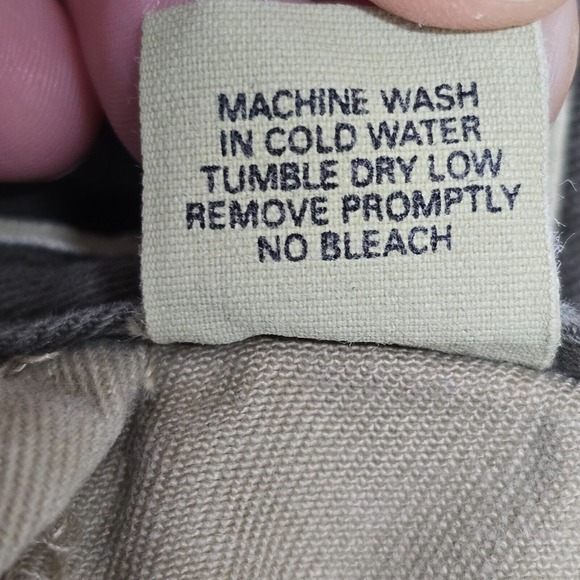 MACHINE WASH
IN COLD WATER
TUMBLE DRY LOW
REMOVE PROMPTLY
NO BLEACH